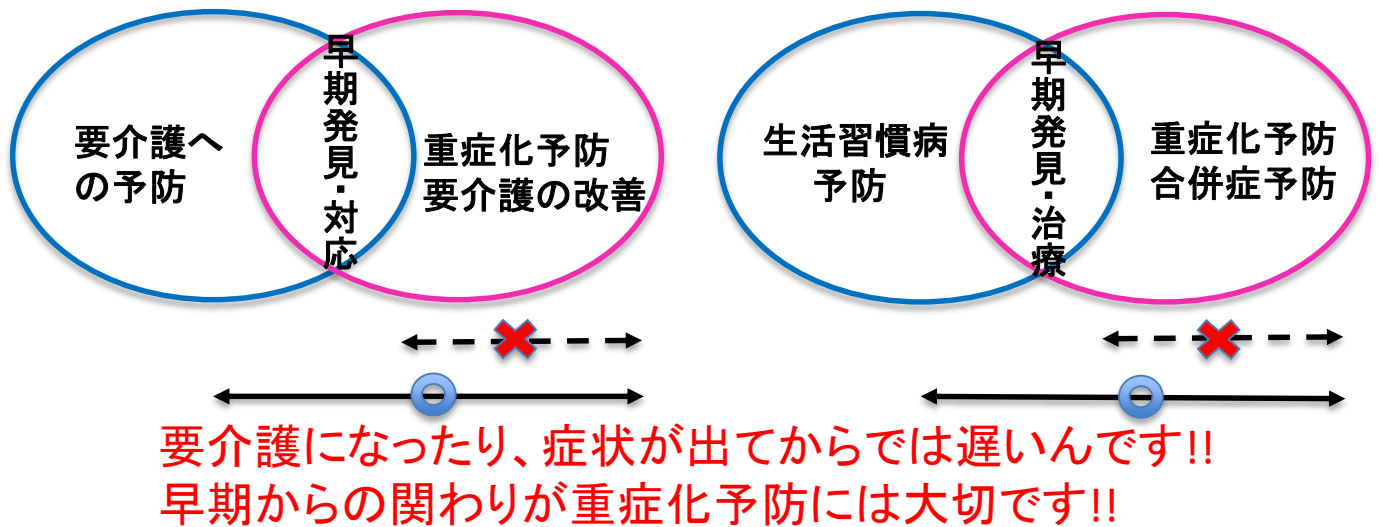 要介護へ
の予防
早期発見・対応
重症化予防
要介護の改善
生活習慣病
予防
早期発見・治療
重症化予防
合併症予防
要介護になったり、症状が出てからでは遅いんです!!
早期からの関わりが重症化予防には大切です!!